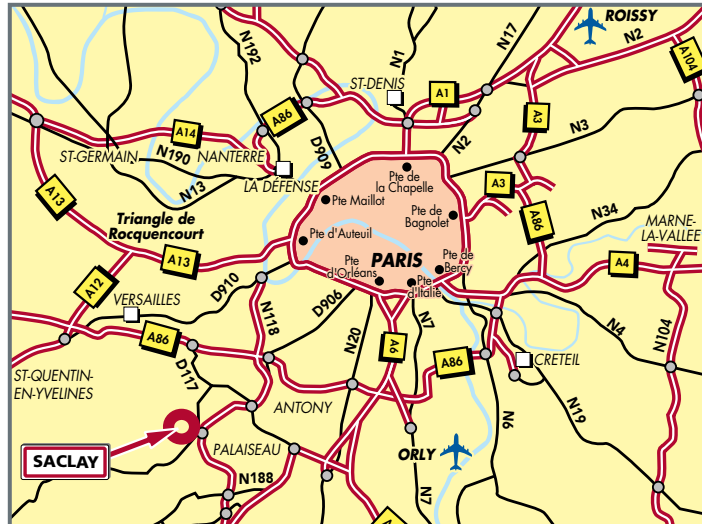 ROISSY
N192
N1
N17
N2
A104
ST-DENIS
A1
A86
A3
N3
A14
N190
NANTERRE
D909
N2
ST-GERMAIN
N13
LA DÉFENSE
Pte de
la Chapelle
A3
A13
Pte Maillot
A86
N34
Triangle de
Rocquencourt
Pte de
Bagnolet
MARNE-
LA-VALLEE
Pte d'Auteuil
A13
PARIS
Pte de
Bercy
A4
A12
D910
Pte
d'Orléans
Pte
d'Italie
VERSAILLES
D906
N118
N7
N4
N104
A86
N20
A6
A86
CRETEIL
D117
ST-QUENTIN-
EN-YVELINES
ANTONY
N19
N6
SACLAY
PALAISEAU
ORLY
N188
N7